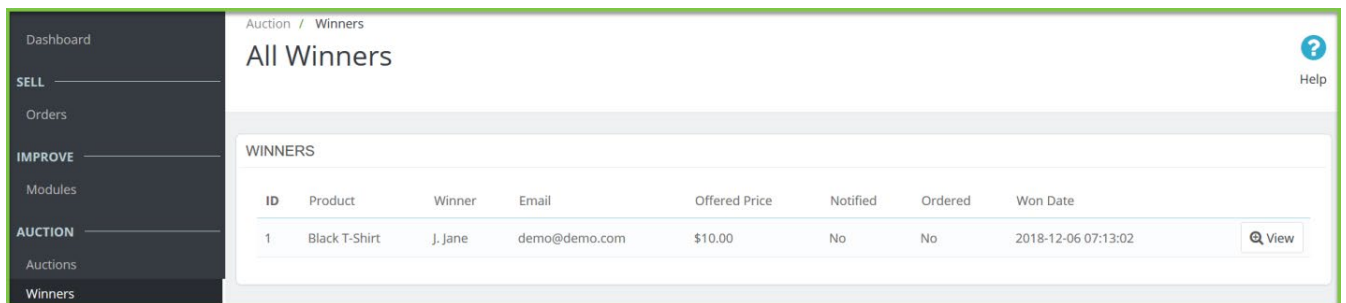 Dashboard
SELL
Orders
IMPROVE
Modules
AUCTION
Auctions
Winners
Auction / Winners
All Winners
Help
WINNERS
ID Product Winner Email Offered Price Notified Ordered Won Date
1 Black T-Shirt J. Jane demo@demo.com $10.00 No No 2018-12-06 07:13:02 View